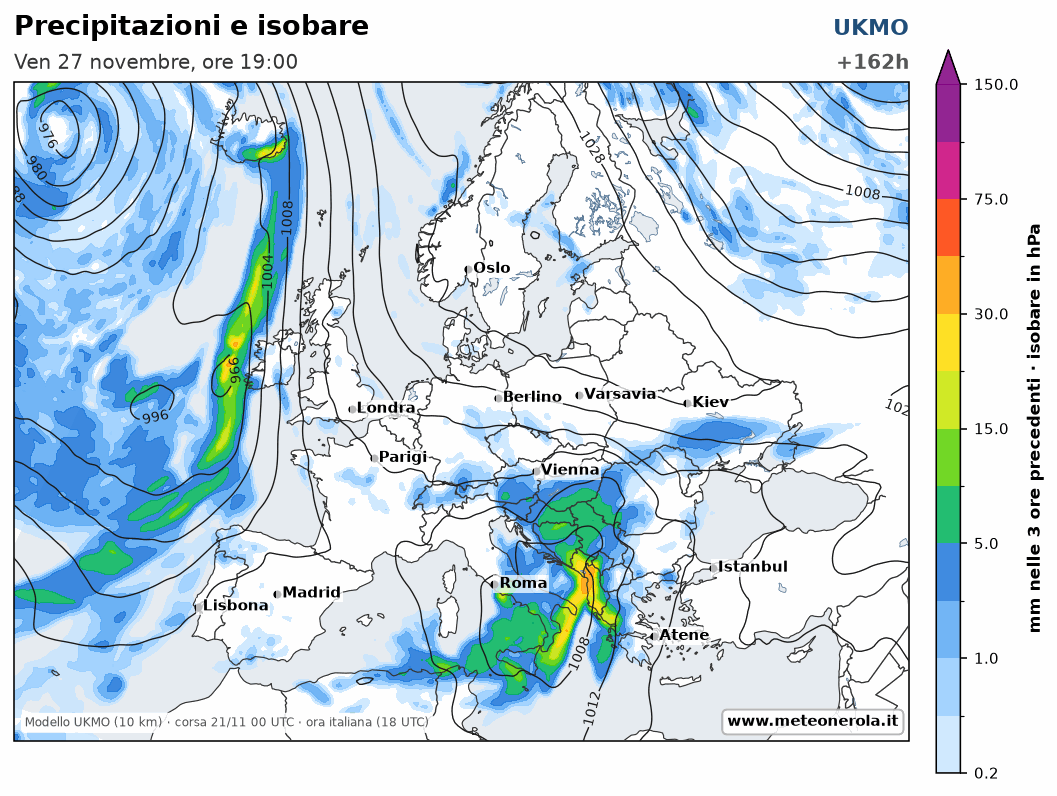 Precipitazioni e isobare
UKMO
Ven 27 novembre, ore 19:00
+162h
150.0
75.0
30.0
15.0
5.0
1.0
0.2
mm nelle 3 ore precedenti · isobare in hPa
976
980
1028
1008
1008
1004
Oslo
996
996
Berlino
Varsavia
Kiev
Londra
102
Parigi
Vienna
Istanbul
Roma
Madrid
Lisbona
Atene
1008
1012
Modello UKMO (10 km) · corsa 21/11 00 UTC · ora italiana (18 UTC)
www.meteonerola.it